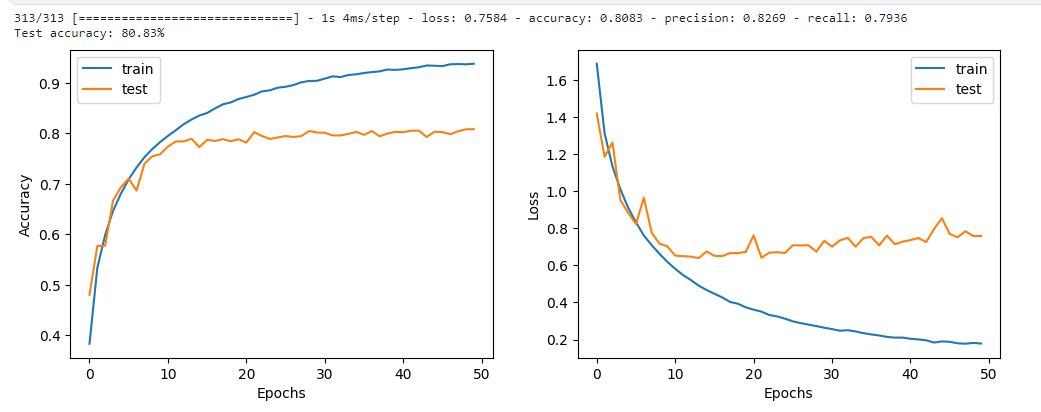 313/313 [==============================] - 1s 4ms/step - loss: 0.7584 - accuracy: 0.8083 - precision: 0.8269 - recall: 0.7936
Test accuracy: 80.83%
train
test
0.9
0.8
0.7
0.6
0.5
0.4
Accuracy
0 10 20 30 40 50
Epochs
train
test
1.6
1.4
1.2
1.0
0.8
0.6
0.4
0.2
Loss
0 10 20 30 40 50
Epochs